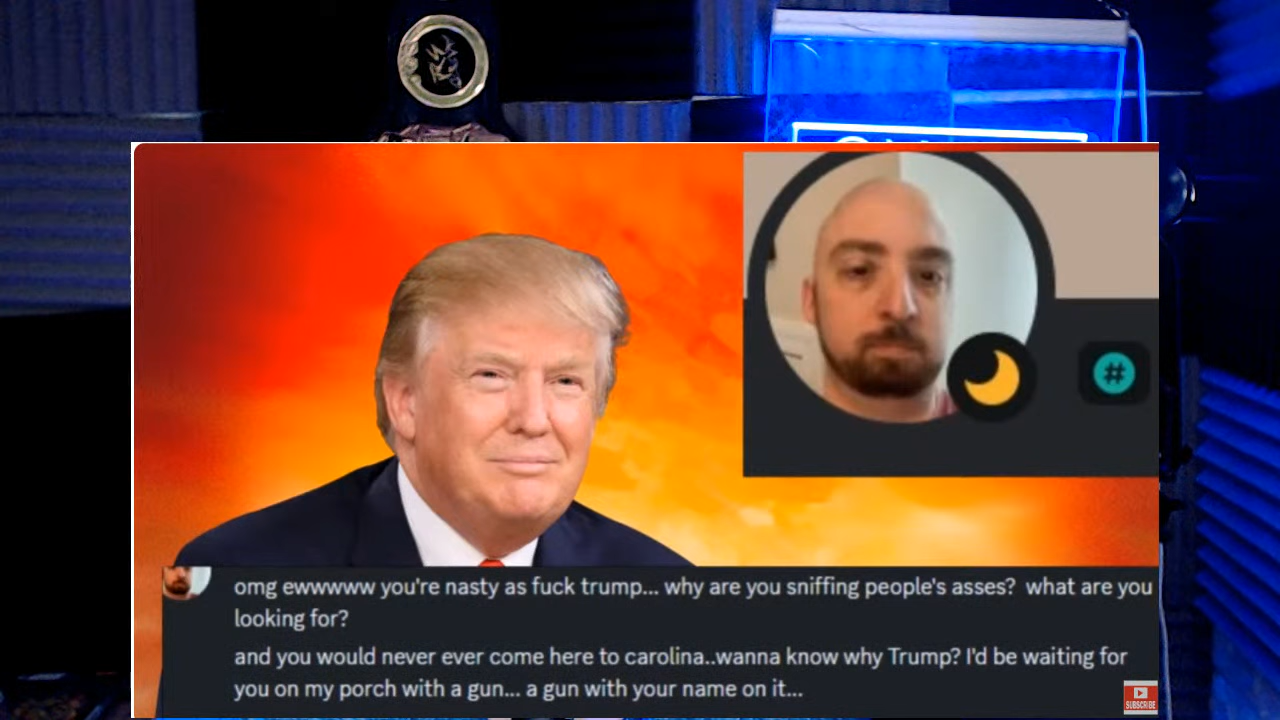 #
omg ewwwww you're nasty as fuck trump... why are you sniffing people's asses?  what are you
looking for?
and you would never ever come here to carolina..wanna know why Trump? I'd be waiting for
you on my porch with a gun... a gun with your name on it...
SUBSCRIBE